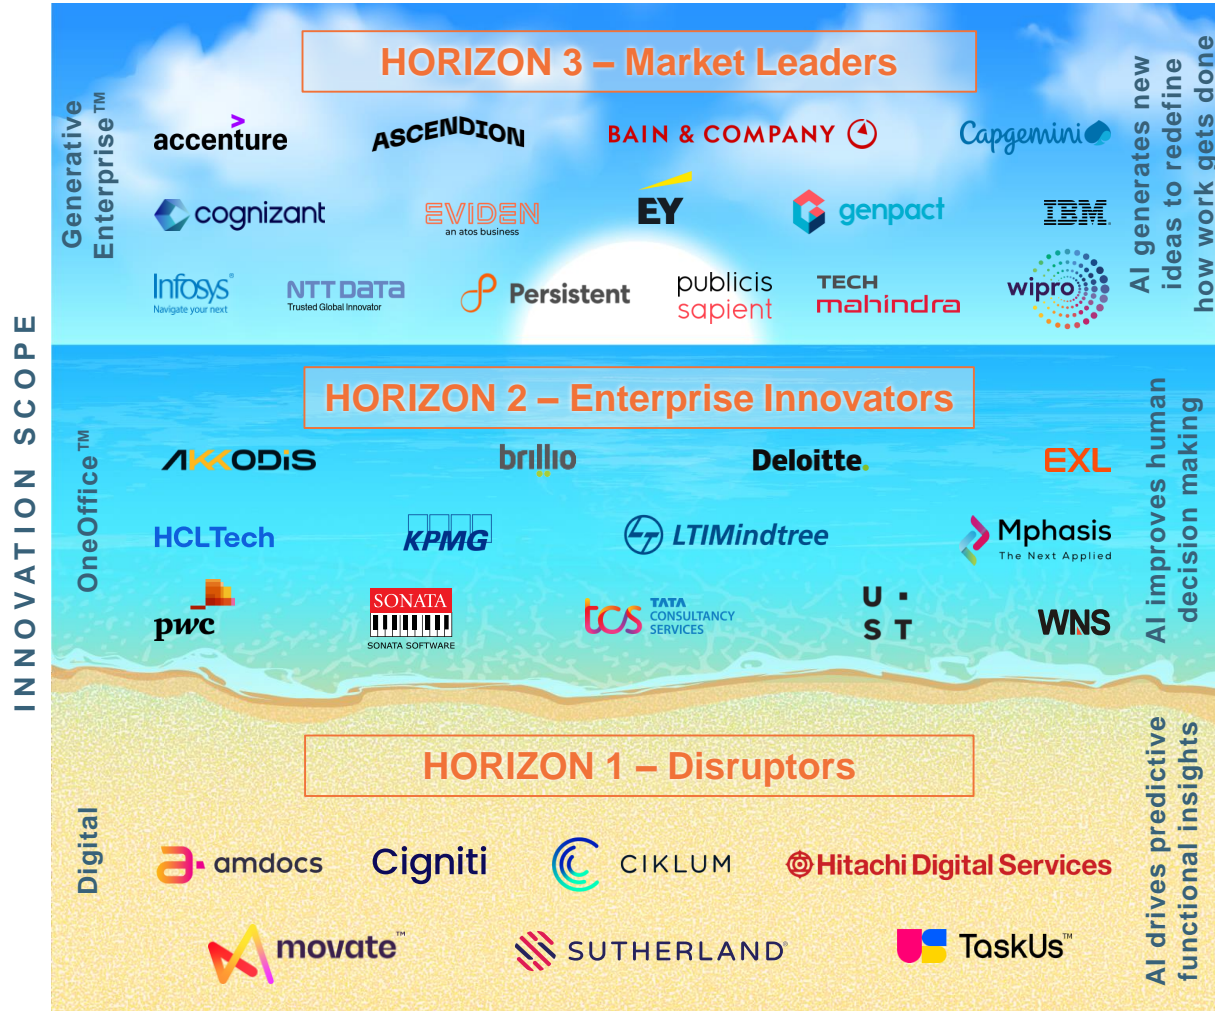 INNOVATION SCOPE
HORIZON 3 – Market Leaders
Generative
Enterprise™
AI generates new
ideas to redefine
how work gets done
accenture
ASCENDION
BAIN & COMPANY
Capgemini
cognizant
EVIDEN
an atos business
EY
genpact
IBM
Infosys®
Navigate your next
NTT DATA
Trusted Global Innovator
Persistent
publicis
sapient
TECH
mahindra
wipro
HORIZON 2 – Enterprise Innovators
OneOffice™
AI improves human
decision making
AKKODiS
brillio
Deloitte.
EXL
HCLTech
KPMG
LTIMindtree
Mphasis
The Next Applied
pwc
SONATA
SONATA SOFTWARE
tcs
TATA
CONSULTANCY
SERVICES
U ·
S T
WNS
HORIZON 1 – Disruptors
Digital
AI drives predictive
functional insights
amdocs
Cigniti
CIKLUM
Hitachi Digital Services
movate™
SUTHERLAND®
TaskUs™